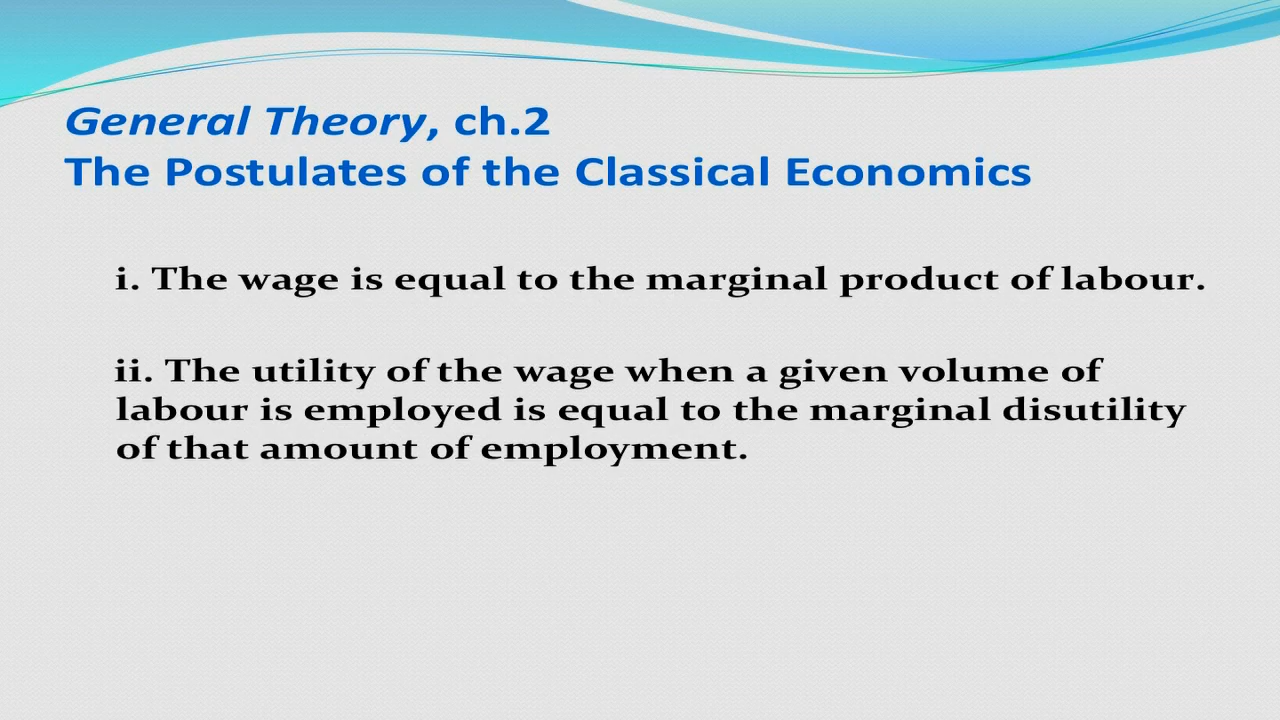 General Theory, ch.2
The Postulates of the Classical Economics
i. The wage is equal to the marginal product of labour.
ii. The utility of the wage when a given volume of
labour is employed is equal to the marginal disutility
of that amount of employment.